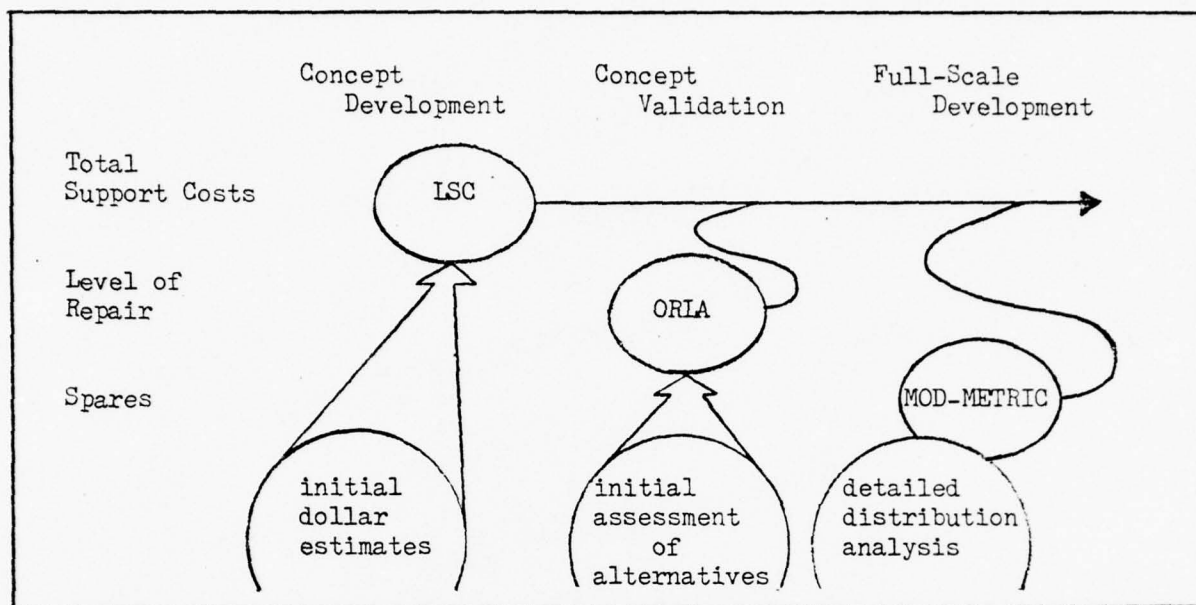 Concept
Development
Concept
Validation
Full-Scale
Development
Total
Support Costs
LSC
Level of
Repair
ORLA
Spares
MOD-METRIC
initial
dollar
estimates
initial
assessment
of
alternatives
detailed
distribution
analysis